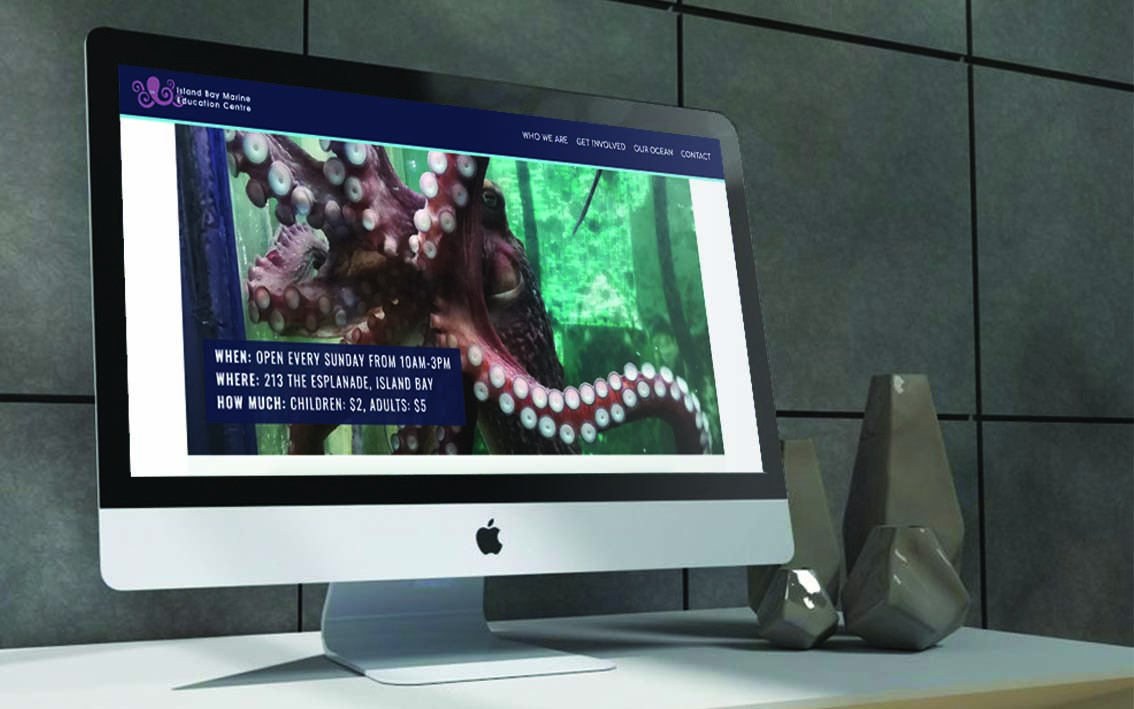 Island Bay Marine
Education Centre
WHO WE ARE GET INVOLVED OUR OCEAN CONTACT
WHEN: OPEN EVERY SUNDAY FROM 10AM-3PM
WHERE: 213 THE ESPLANADE, ISLAND BAY
HOW MUCH: CHILDREN: $2, ADULTS: $5